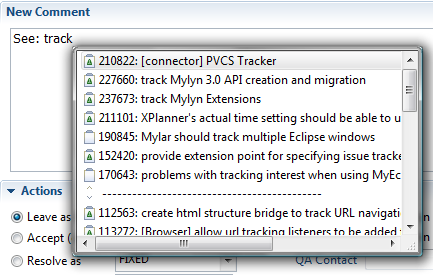 New Comment
See: track
210822: [connector] PVCS Tracker
227660: track Mylyn 3.0 API creation and migration
237673: track Mylyn Extensions
211101: XPlanner's actual time setting should be able to u
190845: Mylar should track multiple Eclipse windows
152420: provide extension point for specifying issue tracke
170643: problems with tracking interest when using MyEc
----------------------------------------
112563: create html structure bridge to track URL navigati
113272: [Browser] allow url tracking listeners to be added
Actions
Leave as
Accept (
Resolve as
FIXED
QA Contact